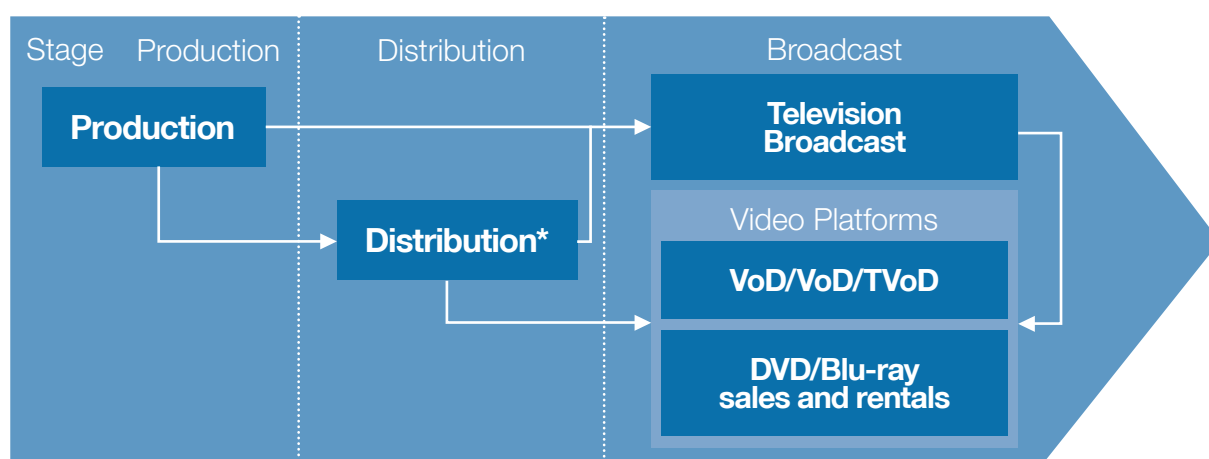 Stage Production Distribution Broadcast
Production
Television
Broadcast
Distribution*
Video Platforms
VoD/VoD/TVoD
DVD/Blu-ray
sales and rentals